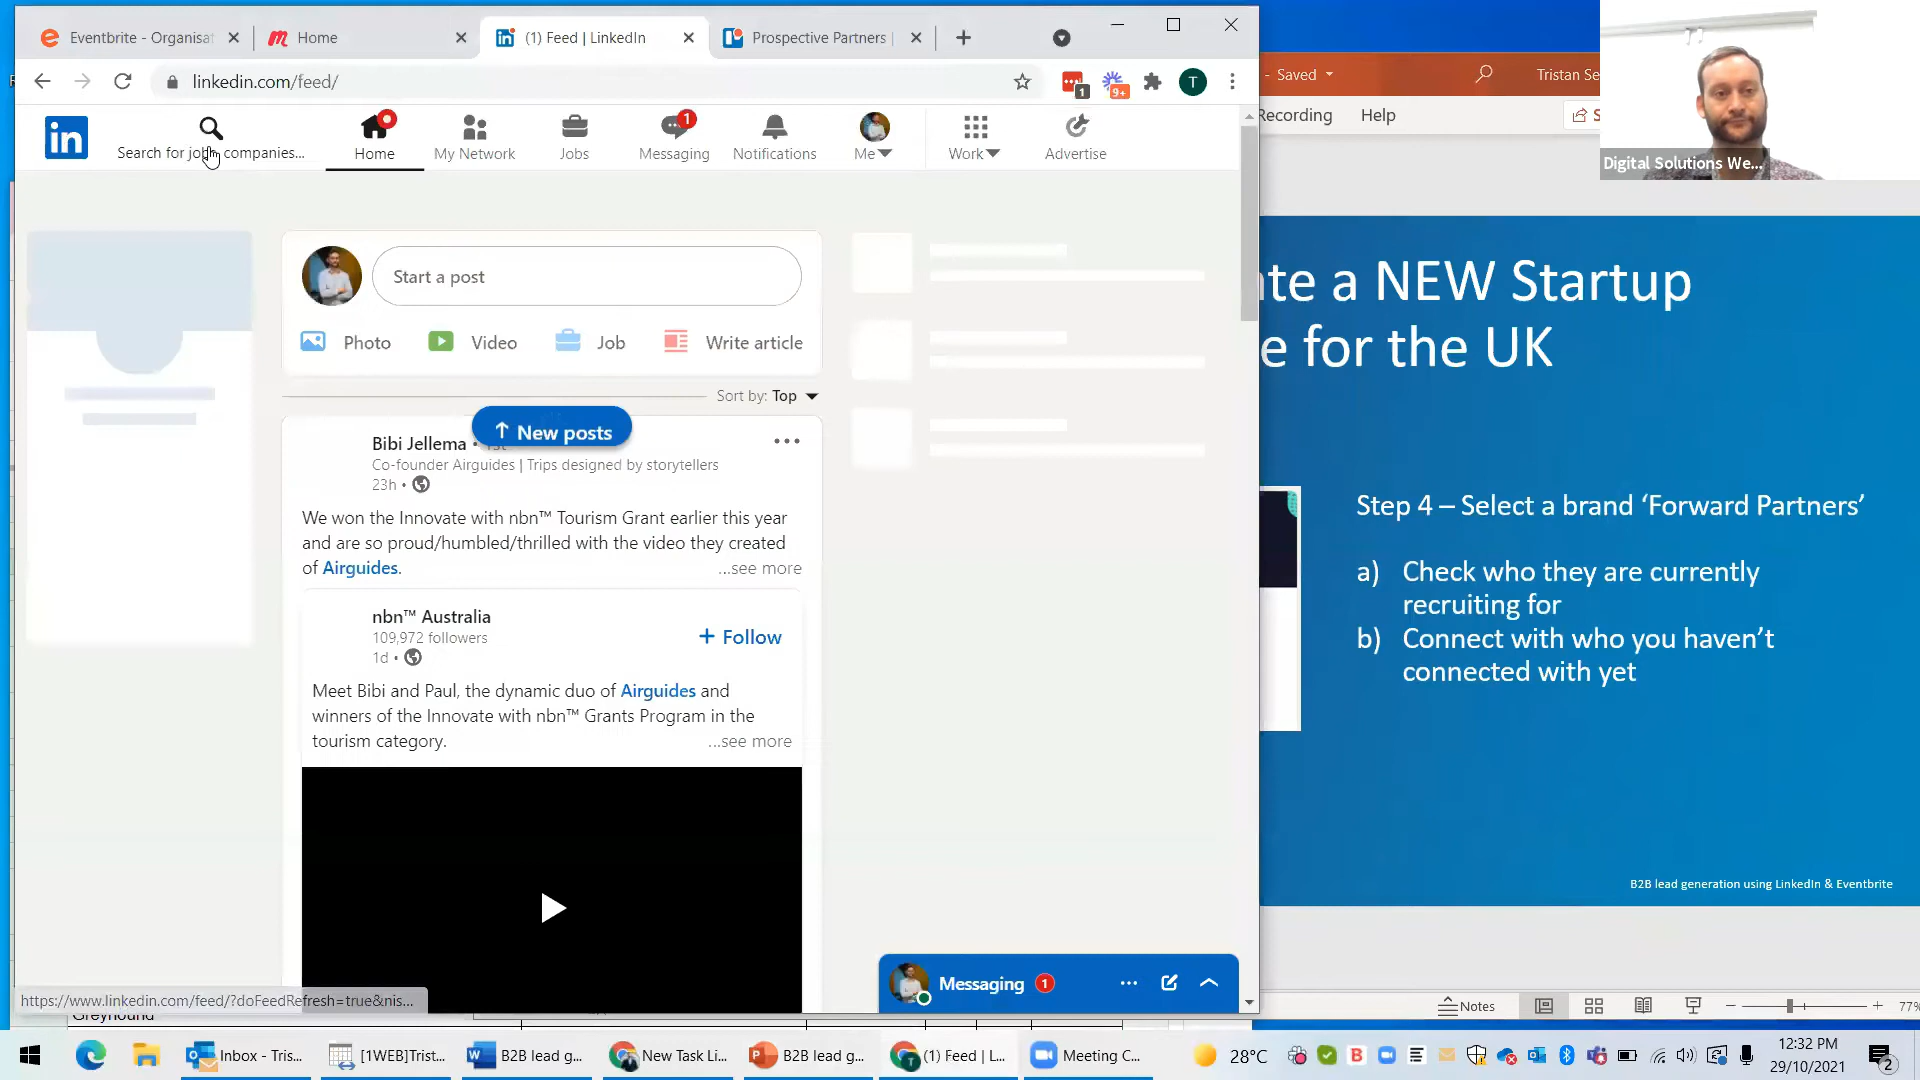 Eventbrite - Organisat
Home
(1) Feed | LinkedIn
Prospective Partners |
linkedin.com/feed/
T
1
9+
in
Search for jobs, companies...
Home
My Network
Jobs
1
Messaging
Notifications
Me
Work
Advertise
Start a post
Photo
Video
Job
Write article
Sort by: Top
↑ New posts
Bibi Jellema •
Co-founder Airguides | Trips designed by storytellers
23h •
We won the Innovate with nbn™ Tourism Grant earlier this year
and are so proud/humbled/thrilled with the video they created
of Airguides.
...see more
nbn™ Australia
109,972 followers
1d •
+ Follow
Meet Bibi and Paul, the dynamic duo of Airguides and
winners of the Innovate with nbn™ Grants Program in the
tourism category.
...see more
Messaging
1
https://www.linkedin.com/feed/?doFeedRefresh=true&nis...
Greyhound
- Saved
Tristan Se
Recording
Help
Digital Solutions We...
te a NEW Startup
e for the UK
Step 4 – Select a brand ‘Forward Partners’
a) Check who they are currently
recruiting for
b) Connect with who you haven’t
connected with yet
B2B lead generation using LinkedIn & Eventbrite
Notes
77%
Inbox - Tris...
[1WEB]Trist...
B2B lead g...
New Task Li...
B2B lead g...
(1) Feed | L...
Meeting C...
28°C
12:32 PM
29/10/2021
2